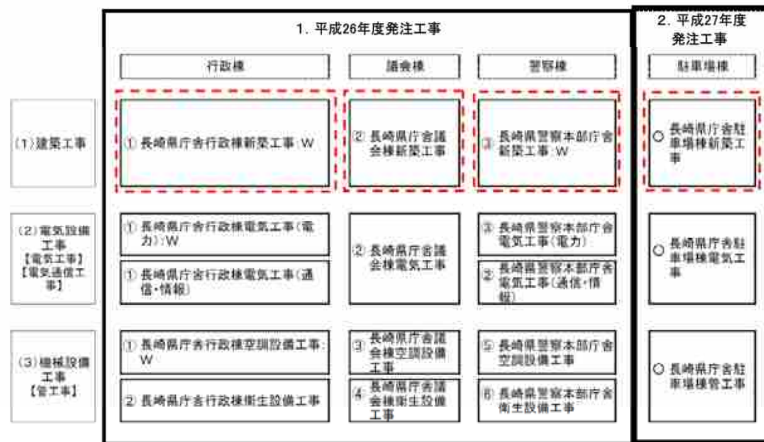 1. 平成26年度発注工事
2. 平成27年度
発注工事
行政棟
議会棟
警察棟
駐車場棟
(1)建築工事
① 長崎県庁舎行政棟新築工事:W
② 長崎県庁舎議
会棟新築工事
③ 長崎県警察本部庁舎
新築工事:W
○ 長崎県庁舎駐
車場棟新築工
事
(2)電気設備
工事
【電気工事】
【電気通信工
事】
① 長崎県庁舎行政棟電気工事(電
力):W
① 長崎県庁舎行政棟電気工事(通
信・情報)
② 長崎県庁舎議
会棟電気工事
③ 長崎県警察本部庁舎
電気工事(電力)
② 長崎県警察本部庁舎
電気工事(通信・情
報)
○ 長崎県庁舎駐
車場棟電気工
事
(3)機械設備
工事
【管工事】
① 長崎県庁舎行政棟空調設備工事:
W
② 長崎県庁舎行政棟衛生設備工事
③ 長崎県庁舎議
会棟空調設備
工事
④ 長崎県庁舎議
会棟衛生設備
工事
⑤ 長崎県警察本部庁舎
空調設備工事
⑥ 長崎県警察本部庁舎
衛生設備工事
○ 長崎県庁舎駐
車場棟管工事